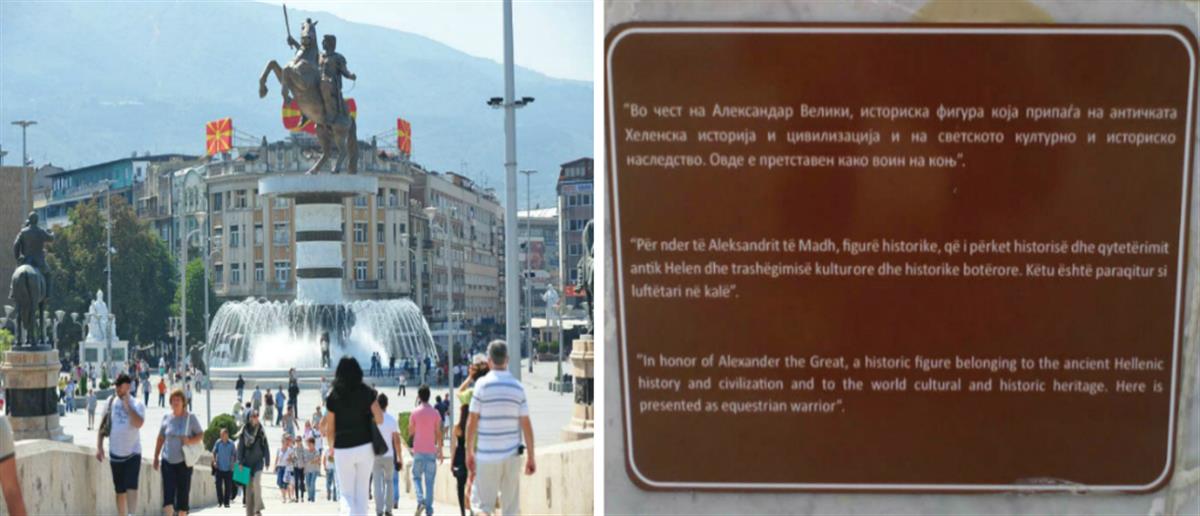 "Во чест на Александар Велики, историска фигура која припаѓа на античката
Хеленска историја и цивилизација и на светското културно и историско
наследство. Овде е претставен како воин на коњ".
"Për nder të Aleksandrit të Madh, figurë historike, që i përket historisë dhe qytetërimit
antik Helen dhe trashëgimisë kulturore dhe historike botërore. Këtu është paraqitur si
luftëtari në kalë".
"In honor of Alexander the Great, a historic figure belonging to the ancient Hellenic
history and civilization and to the world cultural and historic heritage. Here is
presented as equestrian warrior".